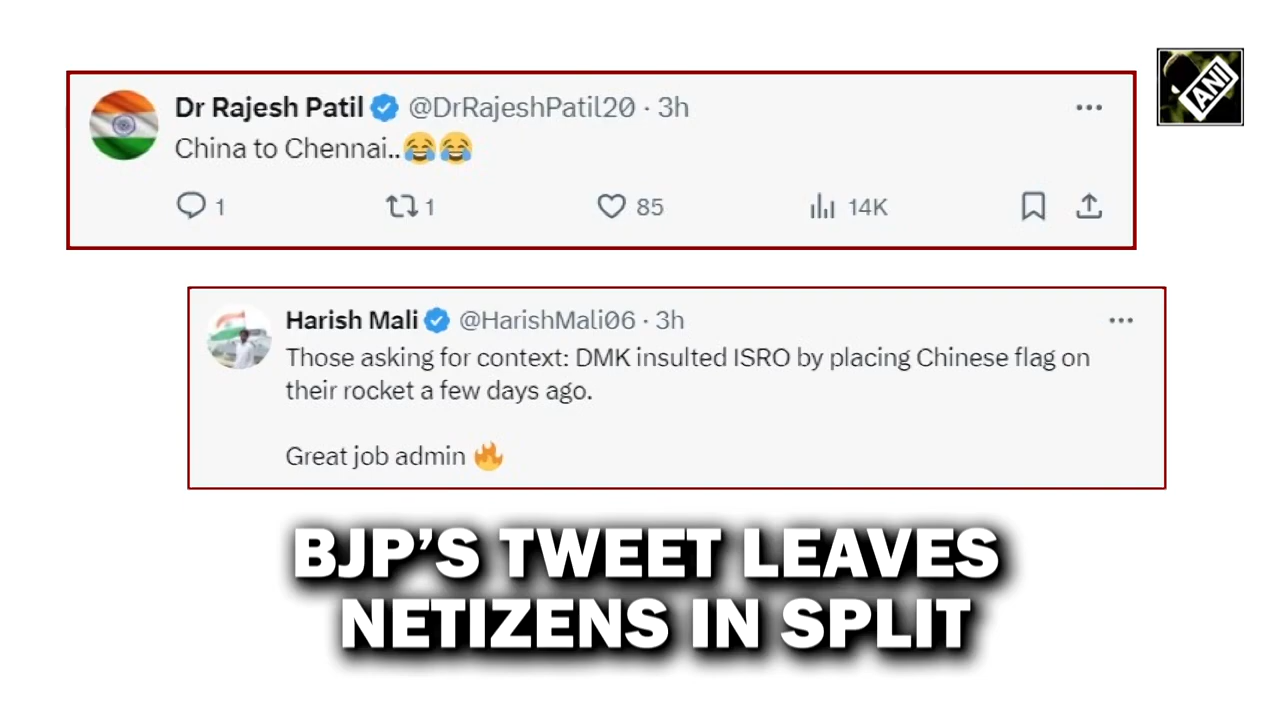 ANI
Dr Rajesh Patil @DrRajeshPatil20 · 3h
China to Chennai..😂😂
1 1 85 14K
Harish Mali @HarishMali06 · 3h
Those asking for context: DMK insulted ISRO by placing Chinese flag on
their rocket a few days ago.
Great job admin 🔥
BJP'S TWEET LEAVES
NETIZENS IN SPLIT